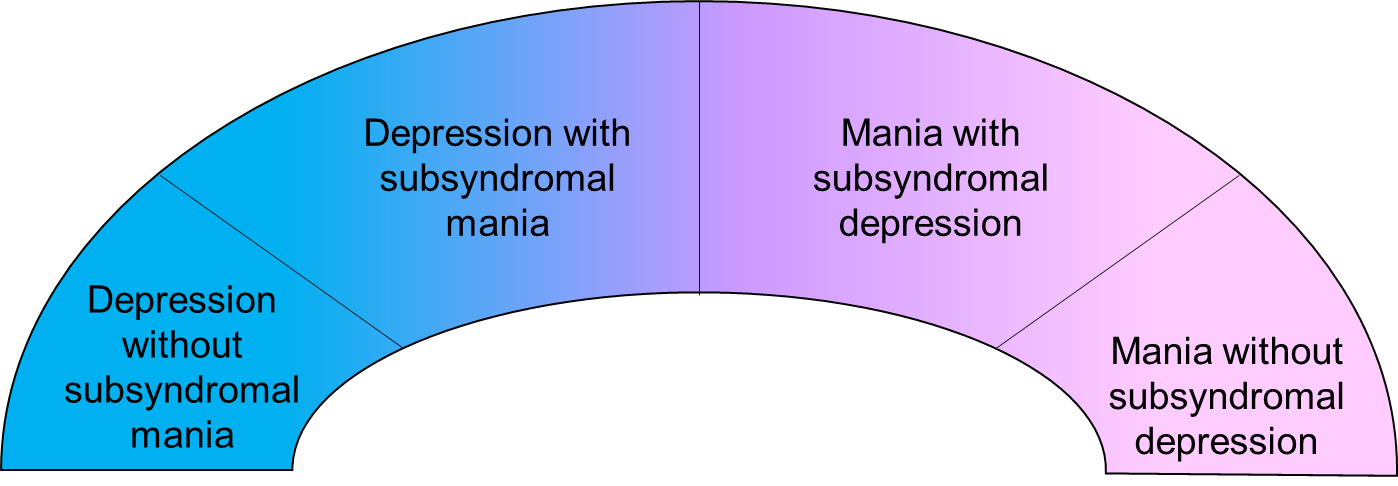 Depression
without
subsyndromal
mania
Depression with
subsyndromal
mania
Mania with
subsyndromal
depression
Mania without
subsyndromal
depression